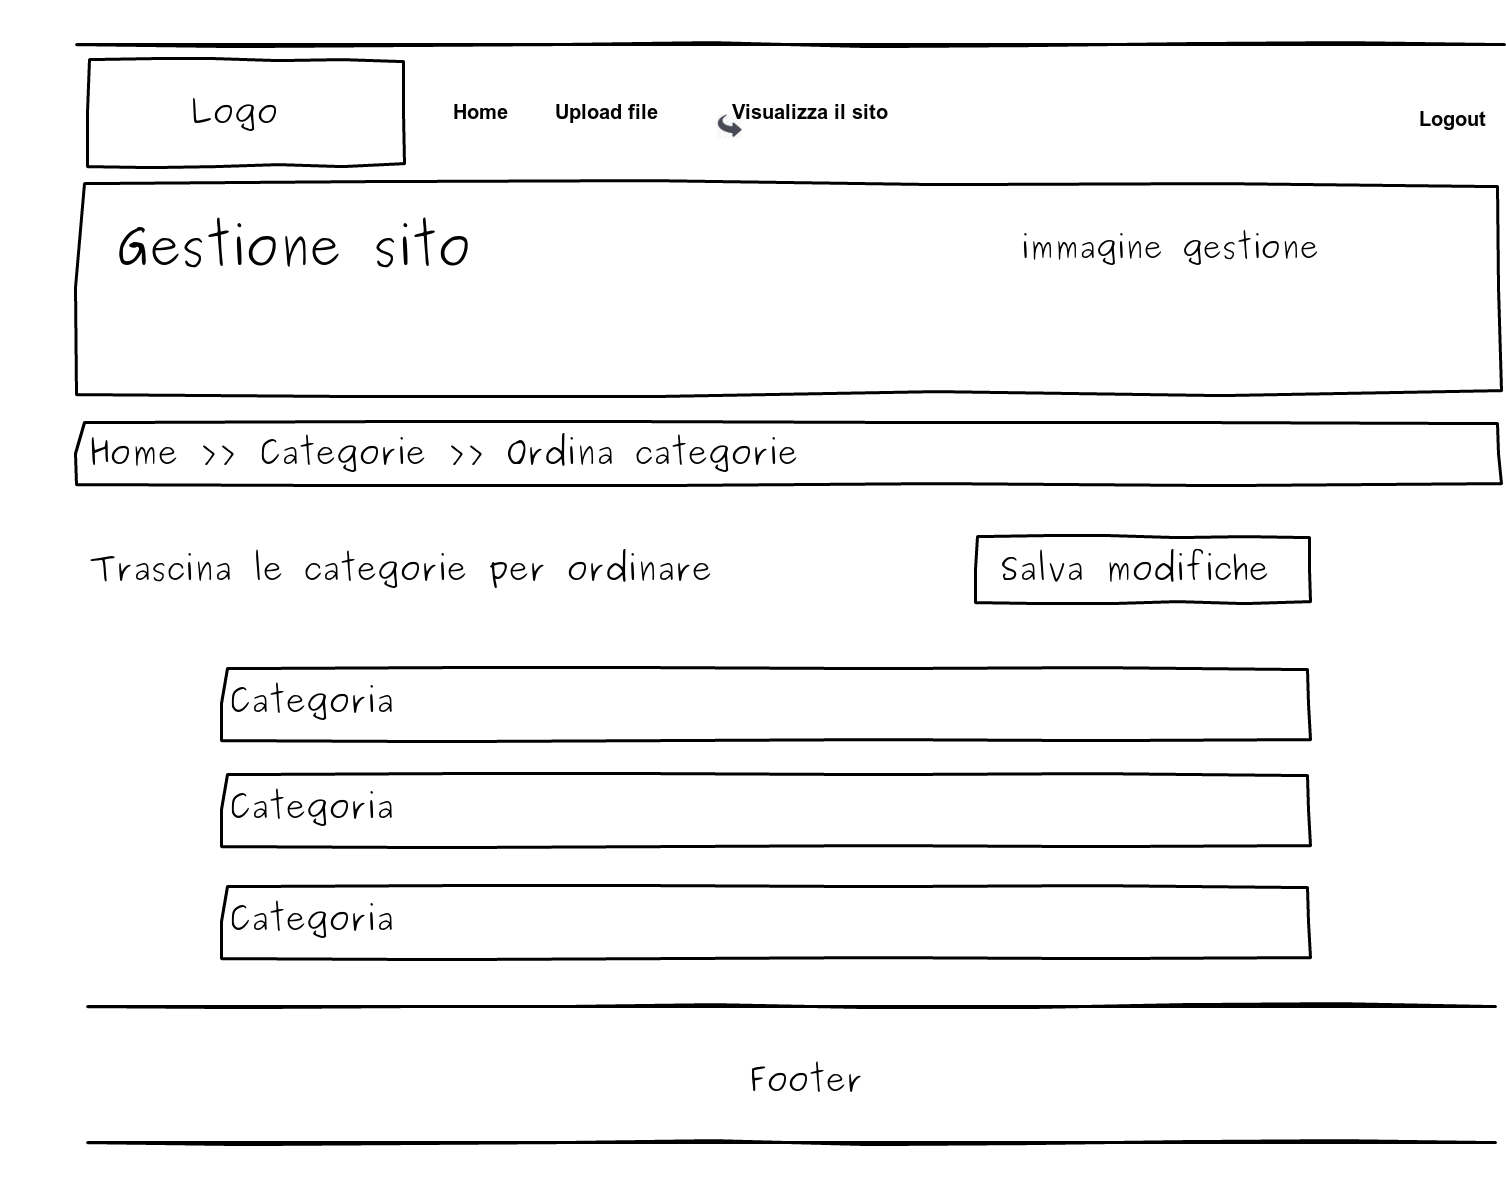 Logo Home Upload file Visualizza il sito Logout
Gestione sito immagine gestione
Home >> Categorie >> Ordina categorie
Trascina le categorie per ordinare Salva modifiche
Categoria
Categoria
Categoria
Footer